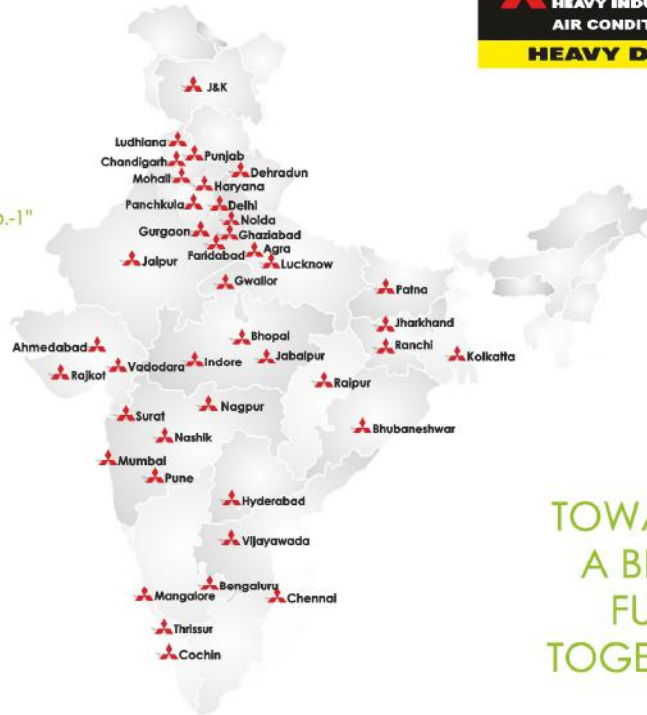 HEAVY INDU
AIR CONDIT
HEAVY D
J&K
Ludhiana
Punjab
Chandigarh
Dehradun
Mohali
Haryana
Panchkula
Delhi
o.-1"
Noida
Gurgaon
Ghaziabad
Faridabad
Agra
Jaipur
Lucknow
Gwalior
Patna
Jharkhand
Bhopal
Ahmedabad
Ranchi
Jabalpur
Kolkatta
Vadodara
Indore
Rajkot
Raipur
Nagpur
Surat
Bhubaneshwar
Nashik
Mumbai
Pune
Hyderabad
TOWA
Vijayawada
A BE
Bengaluru
Mangalore
Chennai
FU
Thrissur
Cochin
TOGE